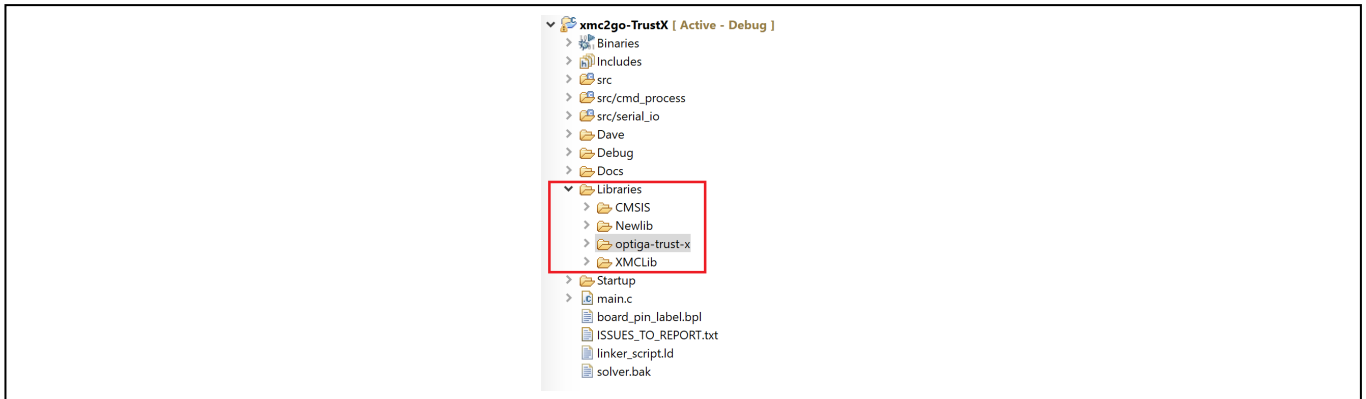 xmc2go-TrustX [ Active - Debug ]
Binaries
Includes
src
src/cmd_process
src/serial_io
Dave
Debug
Docs
Libraries
CMSIS
Newlib
optiga-trust-x
XMCLib
Startup
main.c
board_pin_label.bpl
ISSUES_TO_REPORT.txt
linker_script.ld
solver.bak